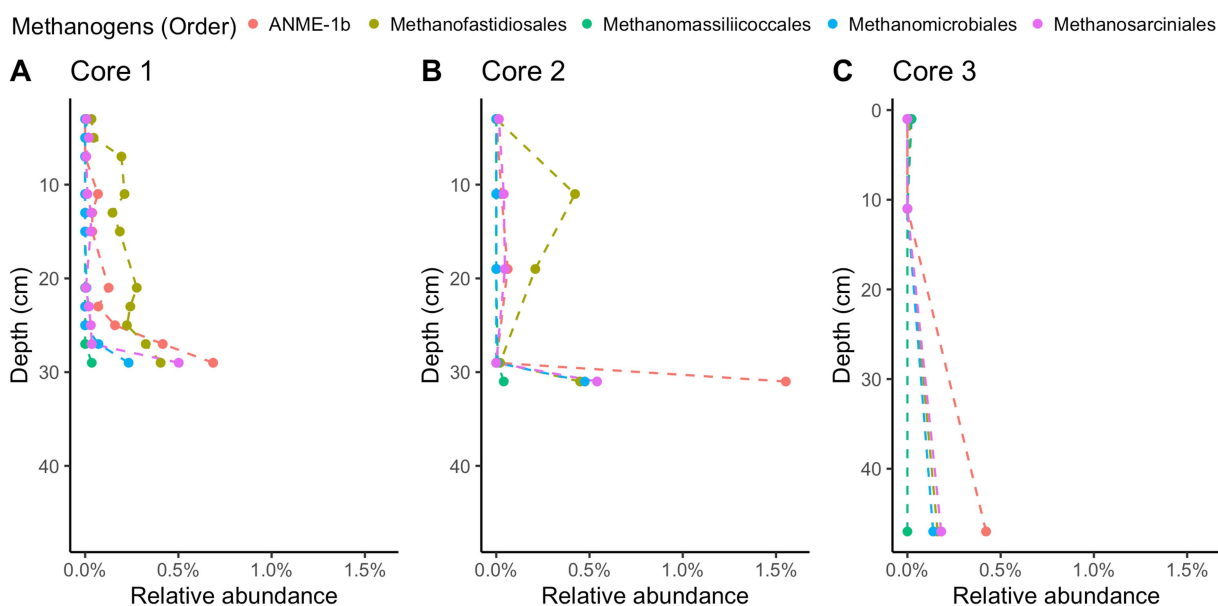 Methanogens (Order) ANME-1b Methanofastidiosales Methanomassiliicoccales Methanomicrobiales Methanosarciniales
A Core 1
Depth (cm)
10
20
30
40
0.0% 0.5% 1.0% 1.5%
Relative abundance
B Core 2
Depth (cm)
10
20
30
40
0.0% 0.5% 1.0% 1.5%
Relative abundance
C Core 3
Depth (cm)
0
10
20
30
40
0.0% 0.5% 1.0% 1.5%
Relative abundance